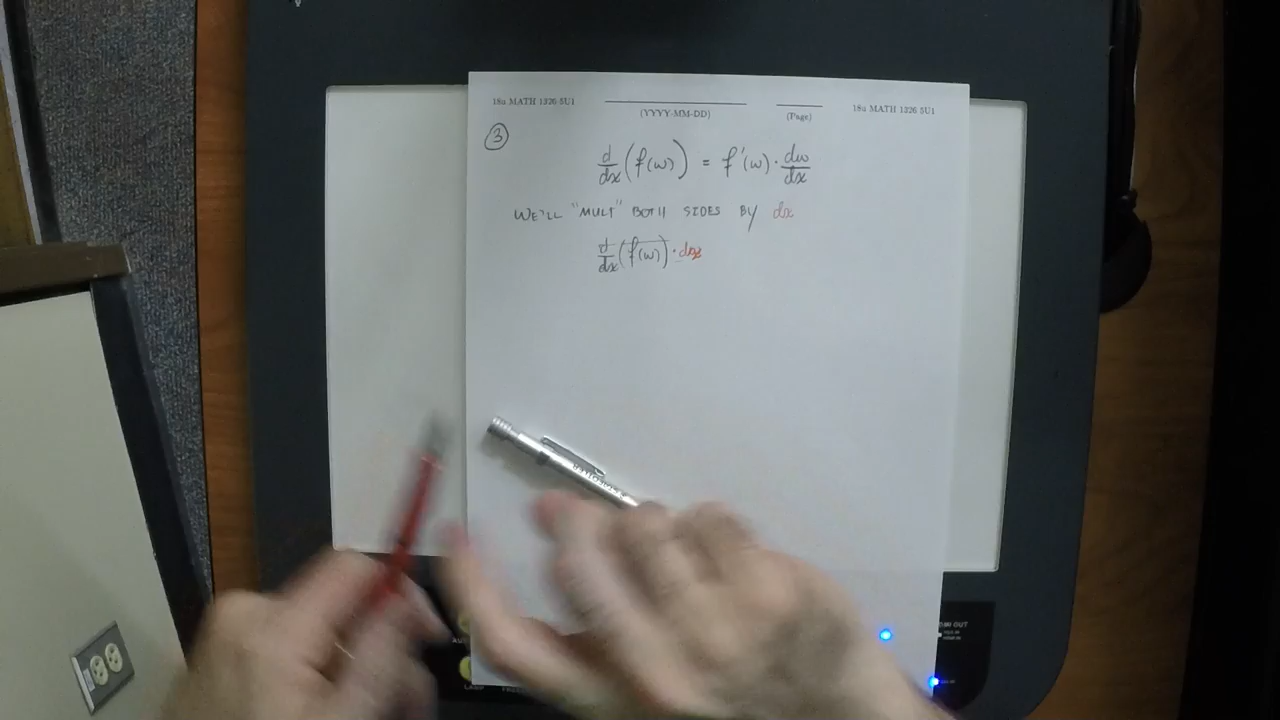 18u MATH 1326 5U1 (YYYY-MM-DD) (Page) 18u MATH 1326 5U1
3
d/dx (f(w)) = f'(w) · dw/dx
WE'LL "MULT" BOTH SIDES BY dx
d/dx (f(w)) · dx